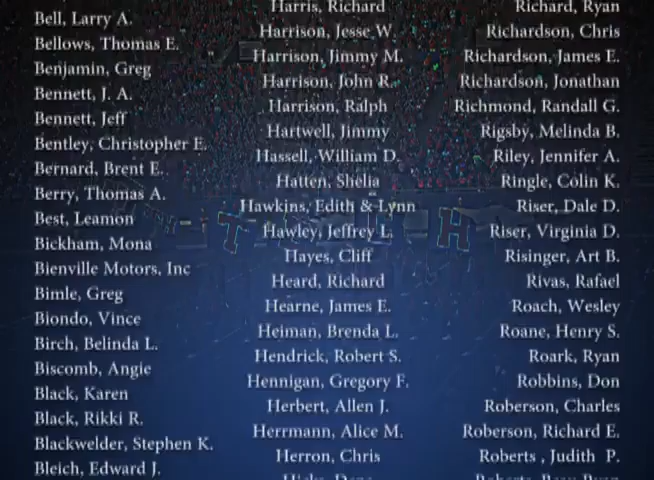 Bell, Larry A.
Bellows, Thomas E.
Benjamin, Greg
Bennett, J. A.
Bennett, Jeff
Bentley, Christopher E.
Bernard, Brent E.
Berry, Thomas A.
Best, Leamon
Bickham, Mona
Bienville Motors, Inc
Bimle, Greg
Biondo, Vince
Birch, Belinda L.
Biscomb, Angie
Black, Karen
Black, Rikki R.
Blackwelder, Stephen K.
Bleich, Edward J.
Harris, Richard
Harrison, Jesse W.
Harrison, Jimmy M.
Harrison, John R.
Harrison, Ralph
Hartwell, Jimmy
Hassell, William D.
Hatten, Shelia
Hawkins, Edith & Lynn
Hawley, Jeffrey L.
Hayes, Cliff
Heard, Richard
Hearne, James E.
Heiman, Brenda L.
Hendrick, Robert S.
Hennigan, Gregory F.
Herbert, Allen J.
Herrmann, Alice M.
Herron, Chris
Richard, Ryan
Richardson, Chris
Richardson, James E.
Richardson, Jonathan
Richmond, Randall G.
Rigsby, Melinda B.
Riley, Jennifer A.
Ringle, Colin K.
Riser, Dale D.
Riser, Virginia D.
Risinger, Art B.
Rivas, Rafael
Roach, Wesley
Roane, Henry S.
Roark, Ryan
Robbins, Don
Roberson, Charles
Roberson, Richard E.
Roberts , Judith P.